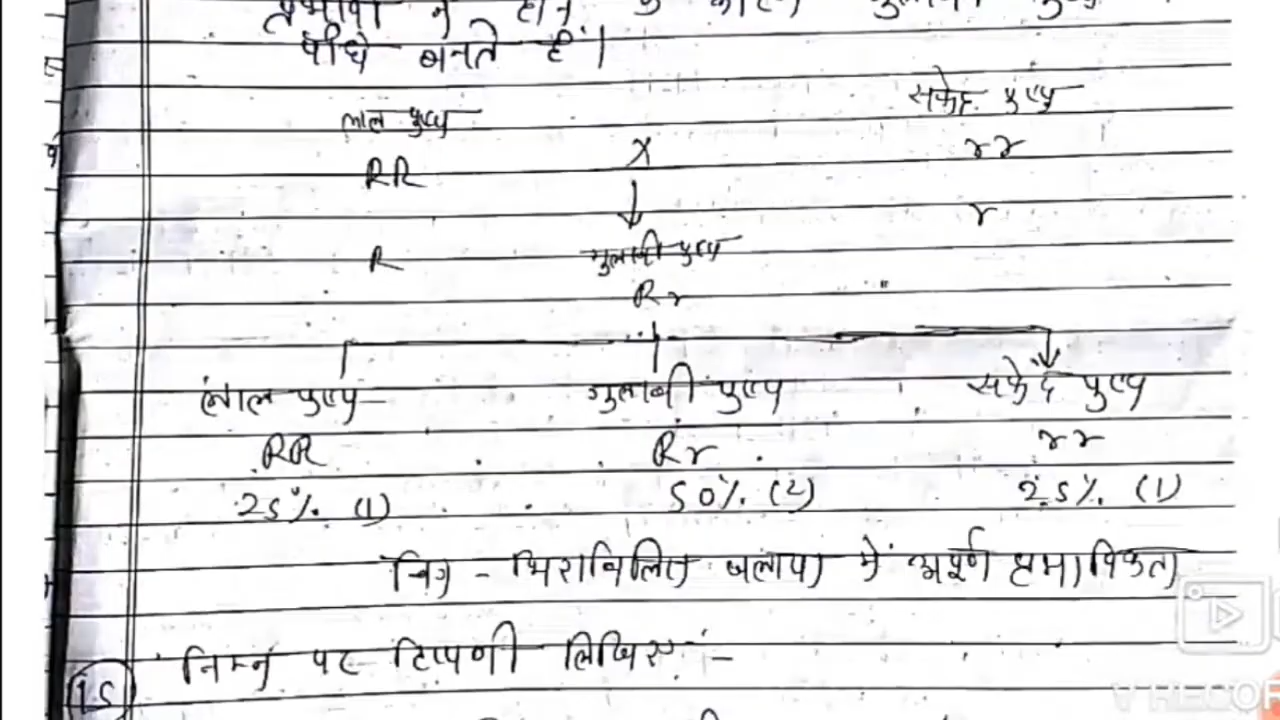 पौधे बनते हैं।
लाल पुष्प सफेद पुष्प
RR X rr
R r
गुलाबी पुष्प
Rr
लाल पुष्प गुलाबी पुष्प सफेद पुष्प
RR Rr rr
25% (1) 50% (2) 25% (1)
चित्र - मिराबिलिस जलापा में अपूर्ण प्रभाविकता
15 निम्न पर टिप्पणी लिखिए :-